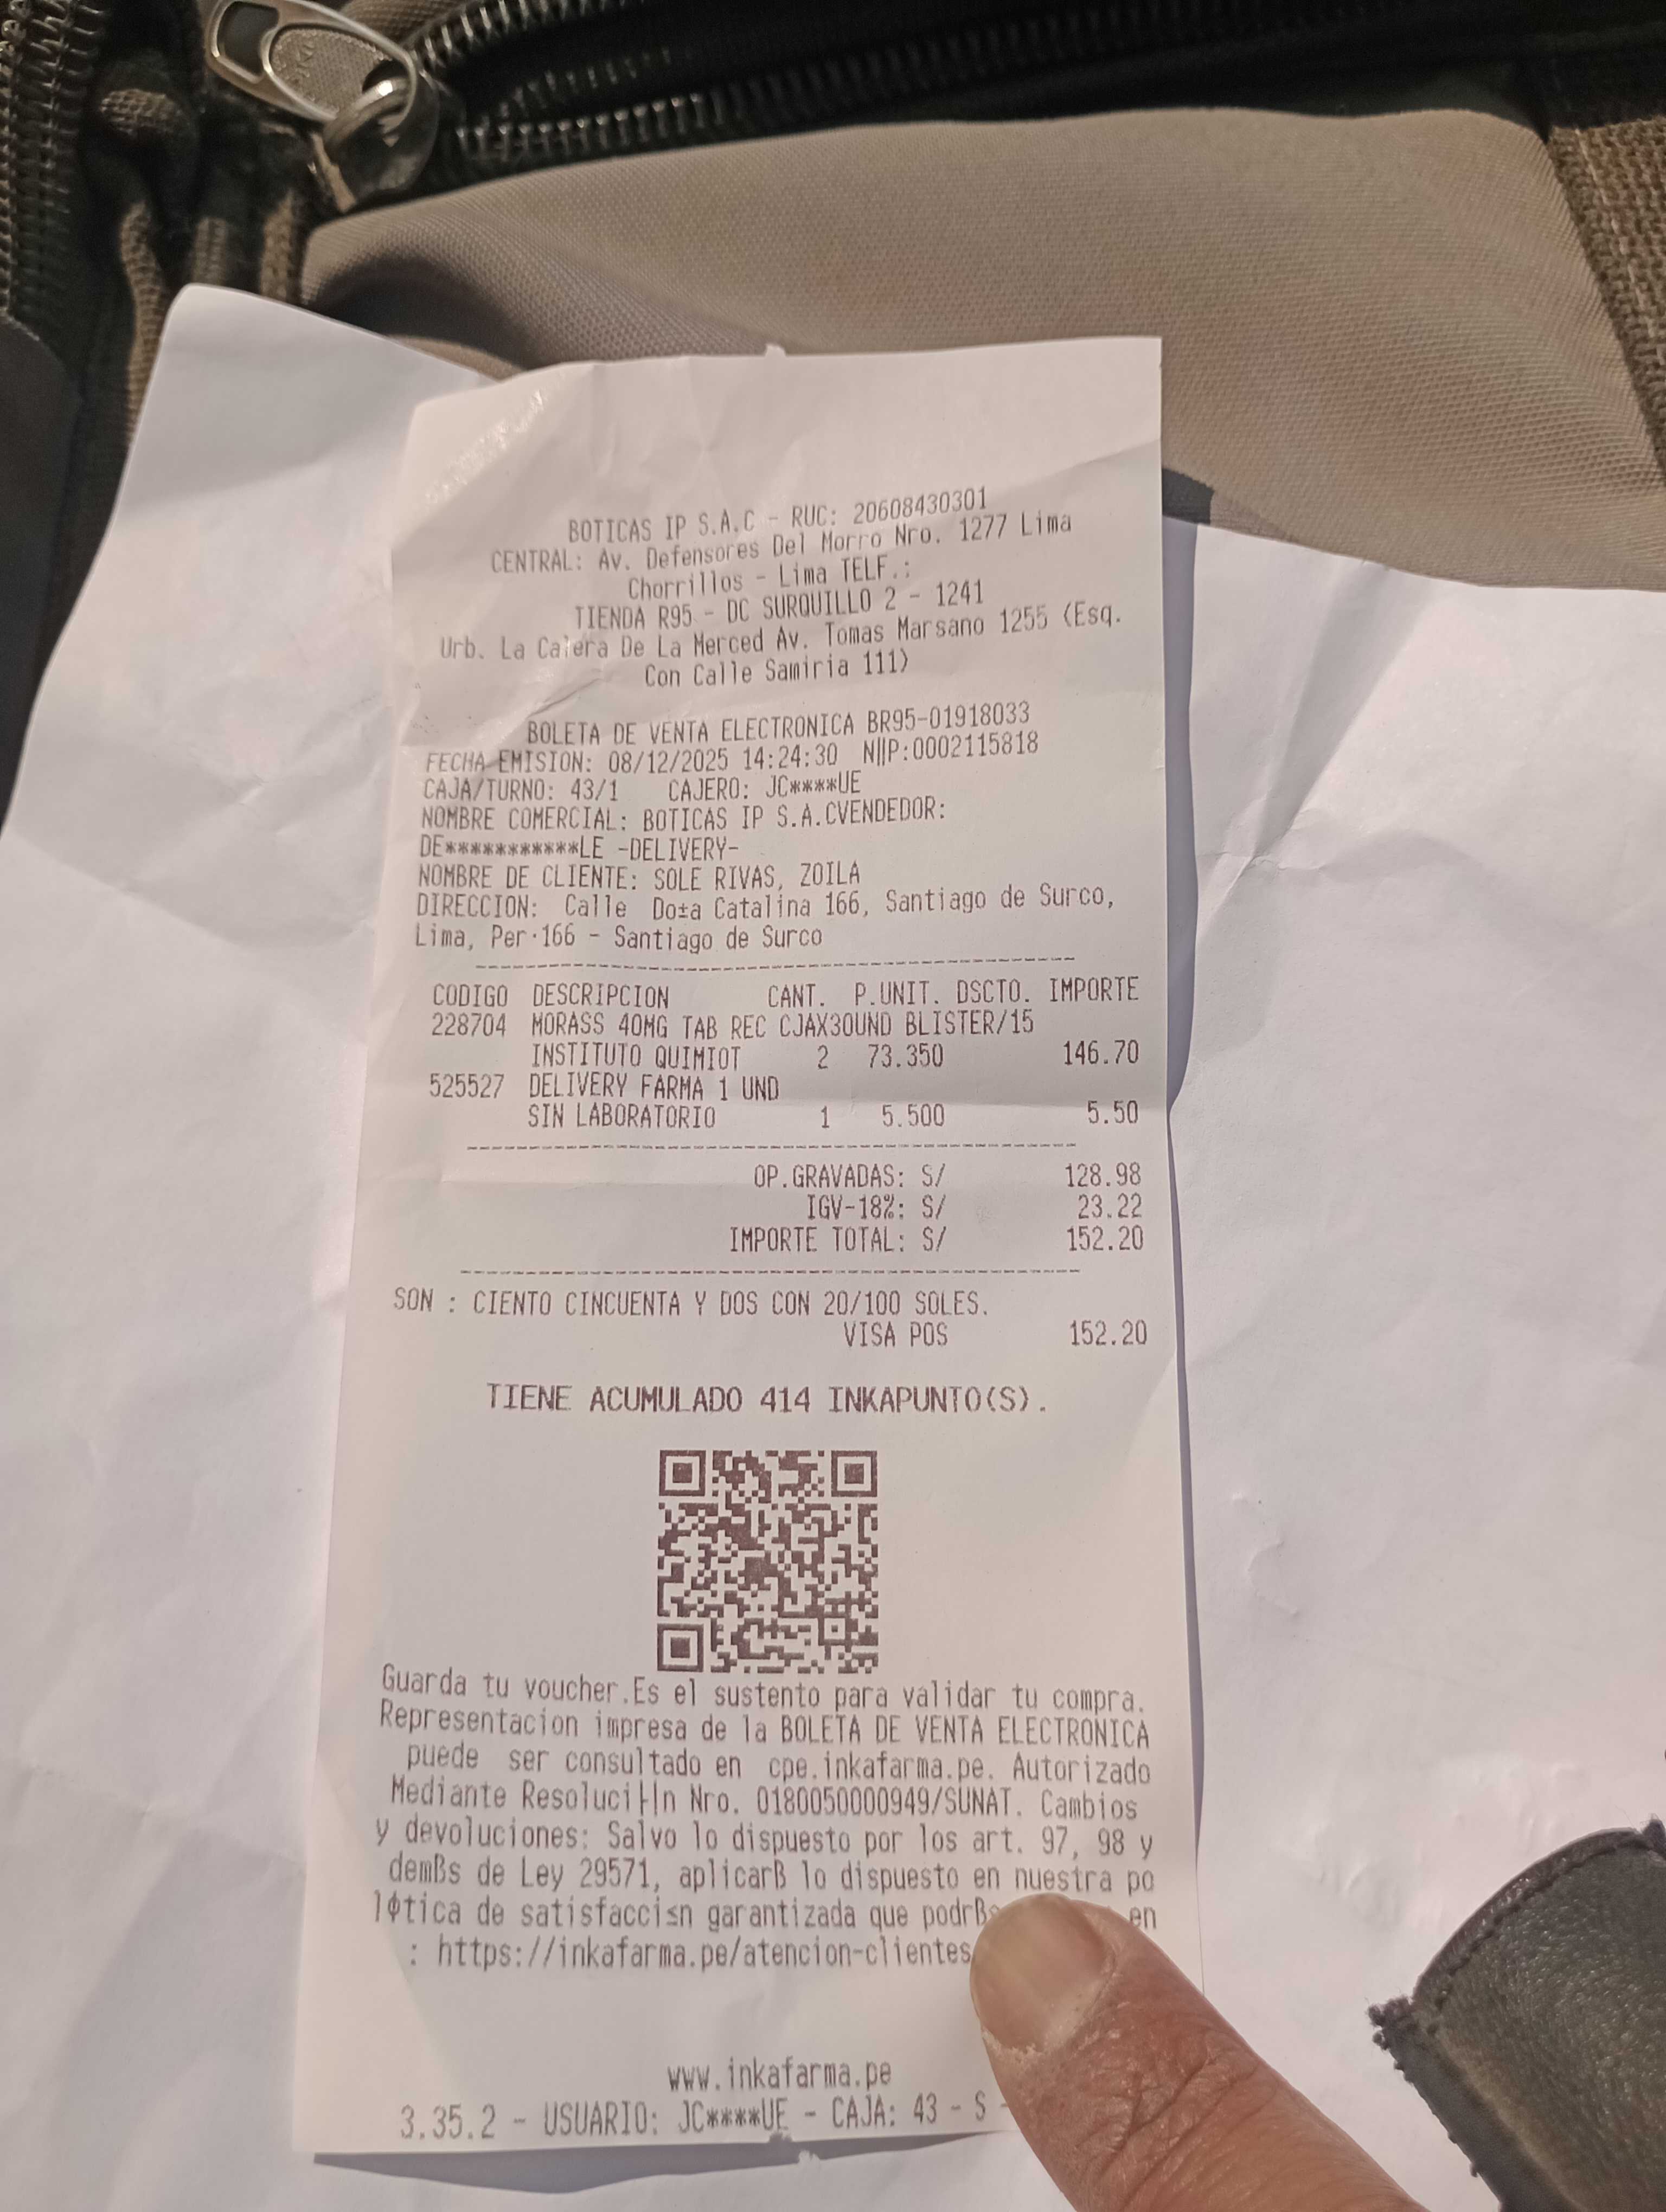 BOTICAS IP S.A.C - RUC: 20608430301
CENTRAL: Av. Defensores Del Morro Nro. 1277 Lima
Chorrillos - Lima TELF.:
TIENDA R95 - DC SURQUILLO 2 - 1241
Urb. La Calera De La Merced Av. Tomas Marsano 1255 (Esq.
Con Calle Samiria 111)
BOLETA DE VENTA ELECTRONICA BR95-01918033
FECHA EMISION: 08/12/2025 14:24:30 N||P:0002115818
CAJA/TURNO: 43/1 CAJERO: JC****UE
NOMBRE COMERCIAL: BOTICAS IP S.A.CVENDEDOR:
DE***********LE -DELIVERY-
NOMBRE DE CLIENTE: SOLE RIVAS, ZOILA
DIRECCION: Calle Do±a Catalina 166, Santiago de Surco,
Lima, Per·166 - Santiago de Surco
CODIGO DESCRIPCION CANT. P.UNIT. DSCTO. IMPORTE
228704 MORASS 40MG TAB REC CJAX30UND BLISTER/15
INSTITUTO QUIMIOT 2 73.350 146.70
525527 DELIVERY FARMA 1 UND
SIN LABORATORIO 1 5.500 5.50
OP.GRAVADAS: S/ 128.98
IGV-18%: S/ 23.22
IMPORTE TOTAL: S/ 152.20
SON : CIENTO CINCUENTA Y DOS CON 20/100 SOLES.
VISA POS 152.20
TIENE ACUMULADO 414 INKAPUNTO(S).
Guarda tu voucher.Es el sustento para validar tu compra.
Representacion impresa de la BOLETA DE VENTA ELECTRONICA
puede ser consultado en cpe.inkafarma.pe. Autorizado
Mediante Resoluci├|n Nro. 0180050000949/SUNAT. Cambios
y devoluciones: Salvo lo dispuesto por los art. 97, 98 y
demßs de Ley 29571, aplicarß lo dispuesto en nuestra po
lφtica de satisfacci≤n garantizada que podrßs en
: https://inkafarma.pe/atencion-clientes
www.inkafarma.pe
3.35.2 - USUARIO: JC****UE - CAJA: 43 - S -